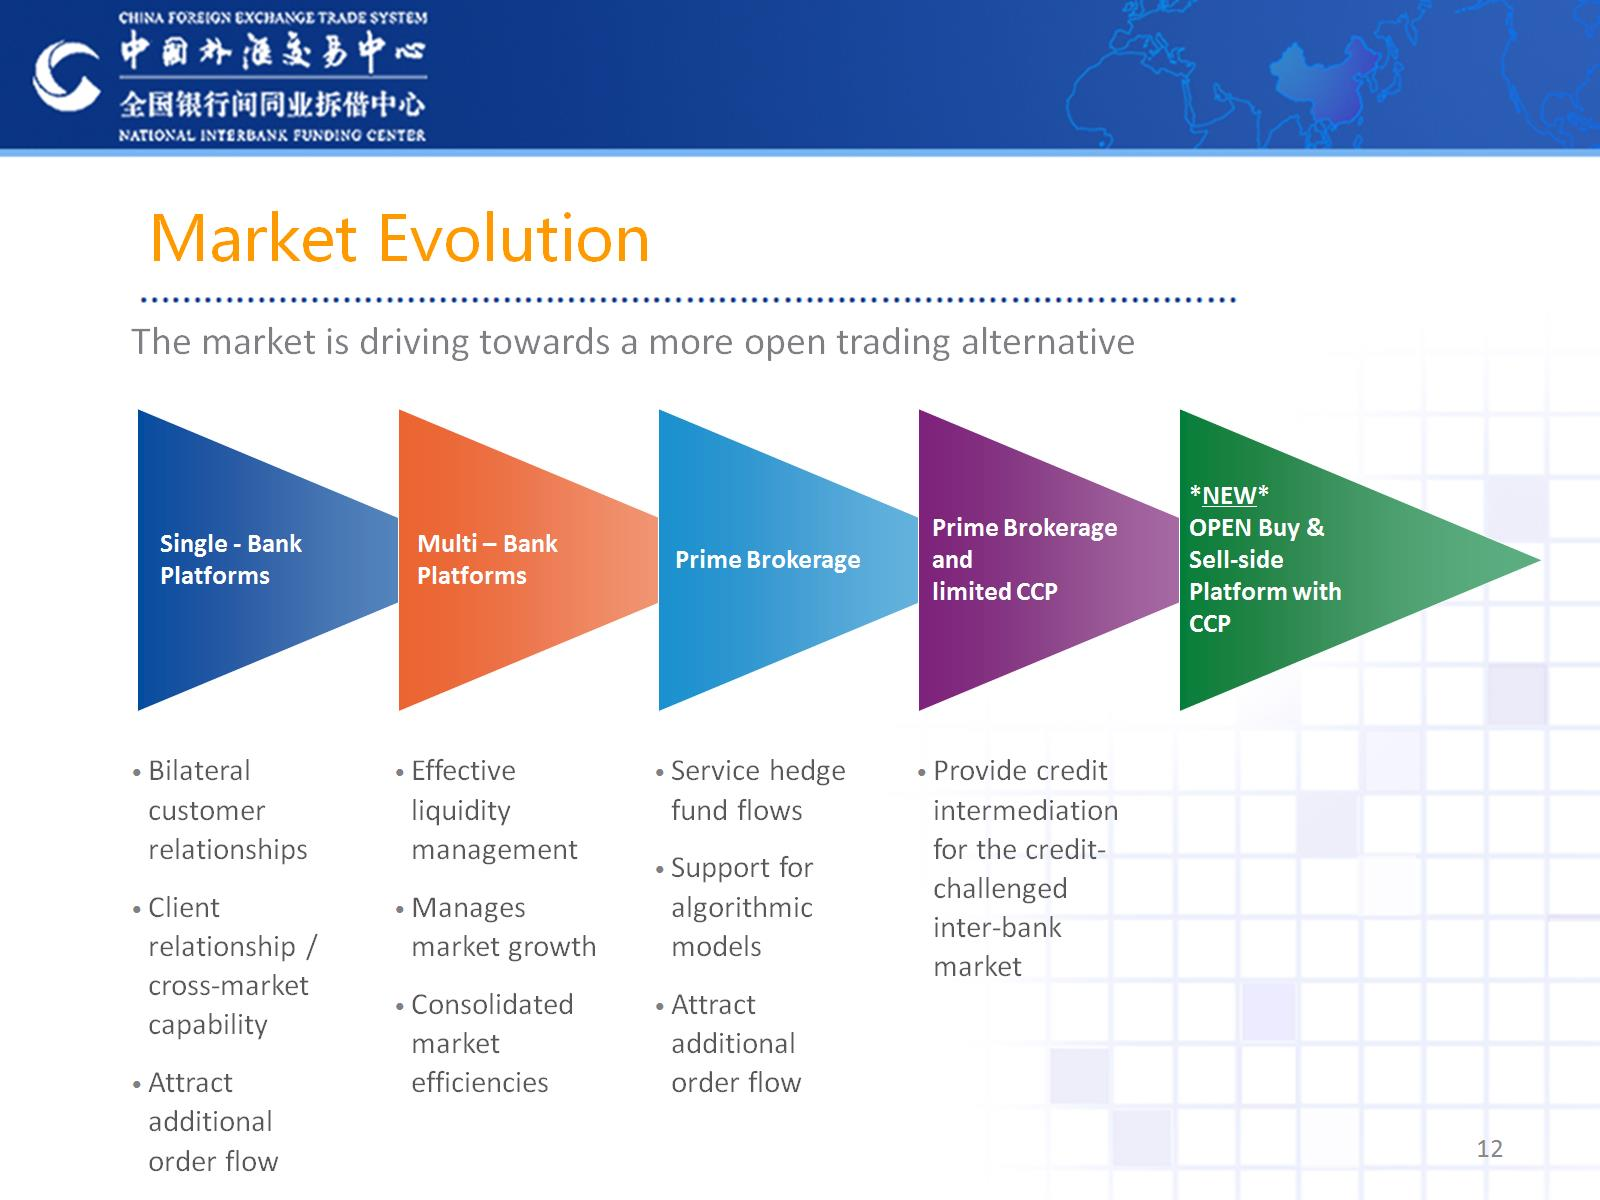 CHINA FOREIGN EXCHANGE TRADE SYSTEM
中国外汇交易中心
全国银行间同业拆借中心
NATIONAL INTERBANK FUNDING CENTER
Market Evolution
The market is driving towards a more open trading alternative
Single - Bank
Platforms
Multi – Bank
Platforms
Prime Brokerage
Prime Brokerage
and
limited CCP
*NEW*
OPEN Buy &
Sell-side
Platform with
CCP
• Bilateral
customer
relationships
• Client
relationship /
cross-market
capability
• Attract
additional
order flow
• Effective
liquidity
management
• Manages
market growth
• Consolidated
market
efficiencies
• Service hedge
fund flows
• Support for
algorithmic
models
• Attract
additional
order flow
• Provide credit
intermediation
for the credit-
challenged
inter-bank
market
12